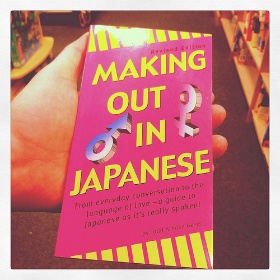 Revised Edition
MAKING
OUT
IN
JAPANESE
From everyday conversation to the
language of love—a guide to
Japanese as it's really spoken!